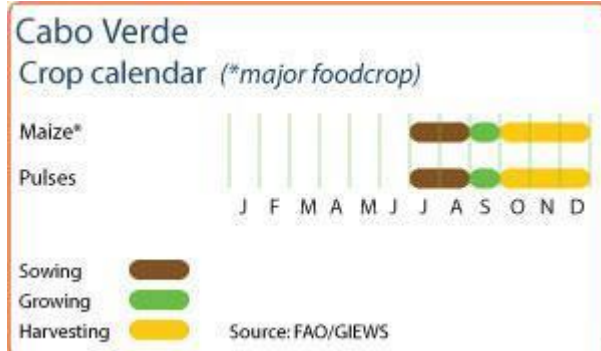 Cabo Verde
Crop calendar (*major foodcrop)
Maize*
Pulses
J F M A M J J A S O N D
Sowing
Growing
Harvesting Source: FAO/GIEWS